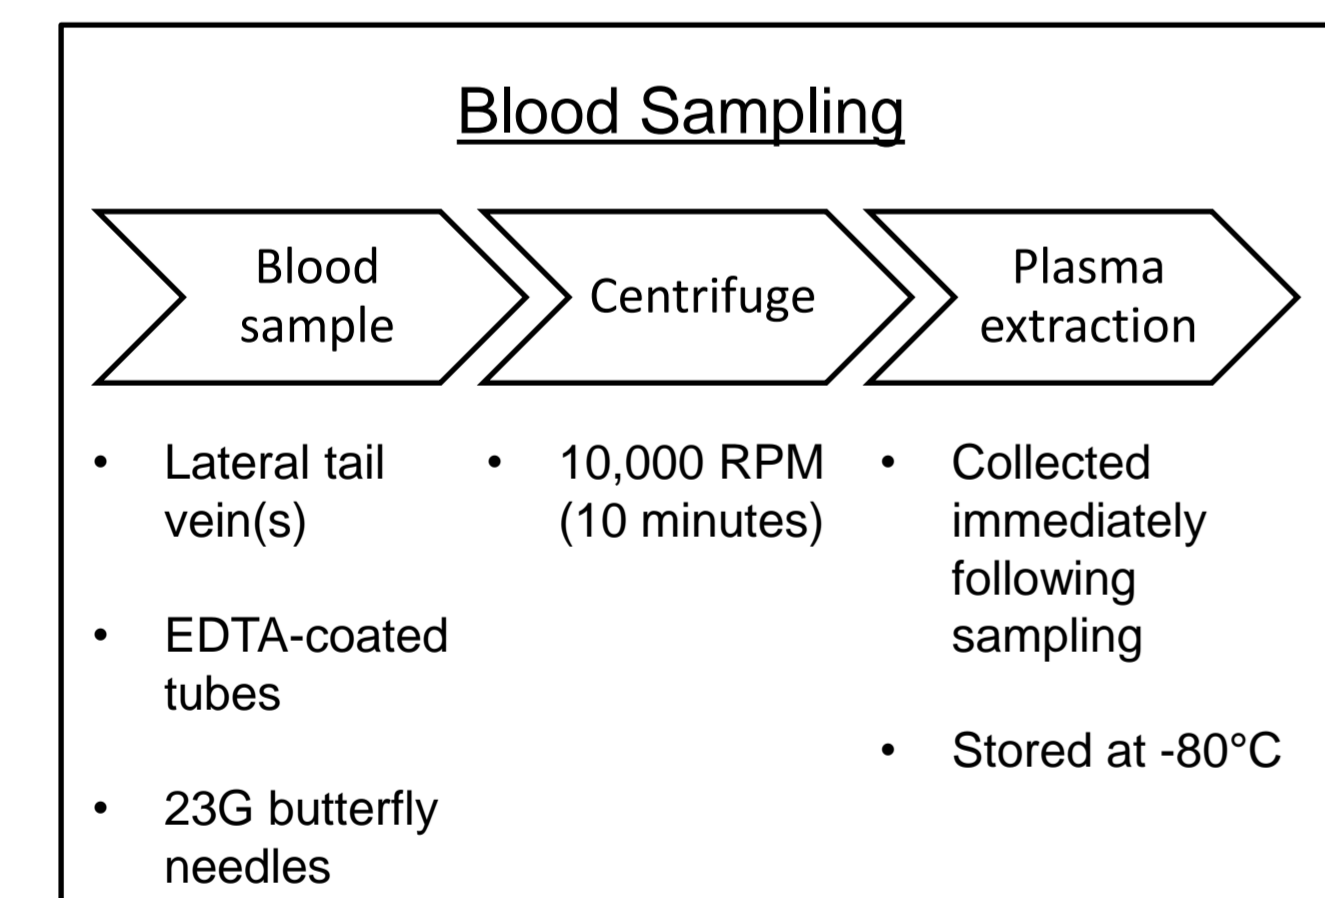 Blood Sampling
Blood
sample
Centrifuge
Plasma
extraction
• Lateral tail
vein(s)
• EDTA-coated
tubes
• 23G butterfly
needles
• 10,000 RPM
(10 minutes)
• Collected
immediately
following
sampling
• Stored at -80°C